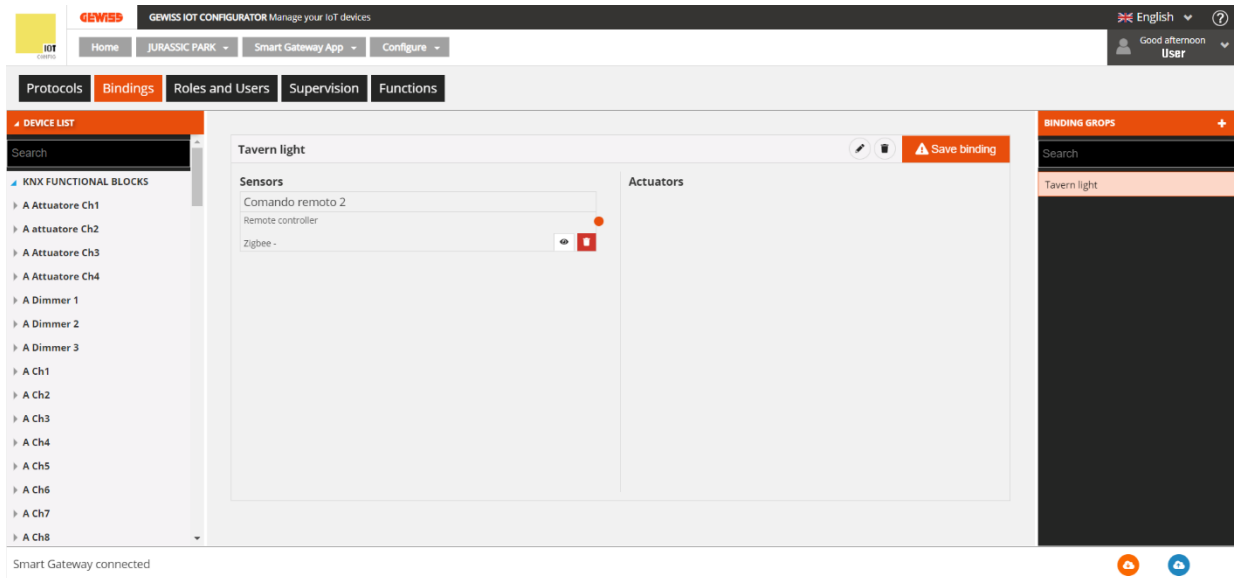 GEWISS GEWISS IOT CONFIGURATOR Manage your IoT devices English ?
IOT
Home JURASSIC PARK Smart Gateway App Configure Good afternoon
User
Protocols Bindings Roles and Users Supervision Functions
DEVICE LIST
Search
KNX FUNCTIONAL BLOCKS
A Attuatore Ch1
A attuatore Ch2
A Attuatore Ch3
A Attuatore Ch4
A Dimmer 1
A Dimmer 2
A Dimmer 3
A Ch1
A Ch2
A Ch3
A Ch4
A Ch5
A Ch6
A Ch7
A Ch8
Tavern light Save binding
Sensors Actuators
Comando remoto 2
Remote controller
Zigbee -
BINDING GROPS +
Search
Tavern light
Smart Gateway connected